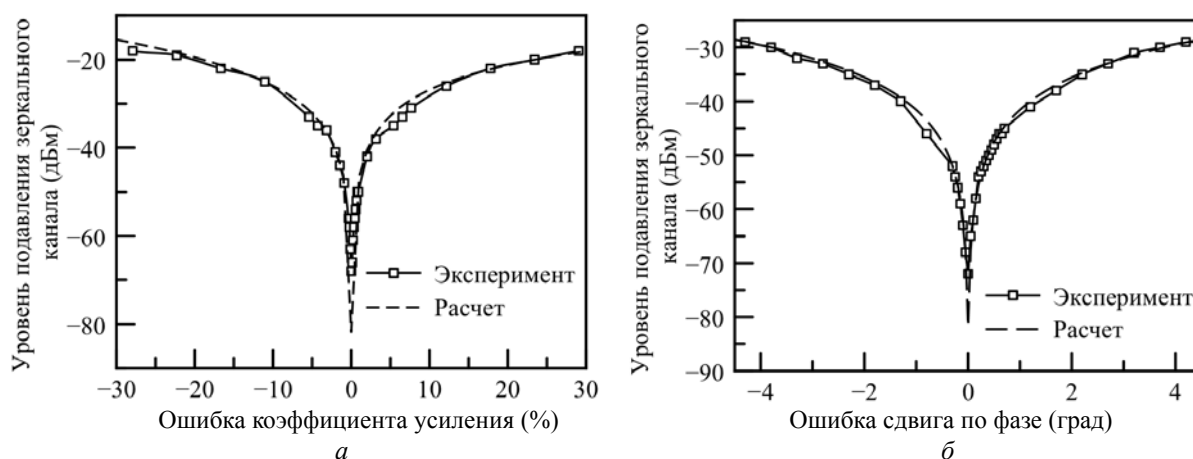 Уровень подавления зеркального
канала (дБм)
−20
−40
−60
−80
Эксперимент
Расчет
−30 −20 −10 0 10 20 30
Ошибка коэффициента усиления (%)
а
Уровень подавления зеркального
канала (дБм)
−30
−40
−50
−60
−70
−80
−90
Эксперимент
Расчет
−4 −2 0 2 4
Ошибка сдвига по фазе (град)
б